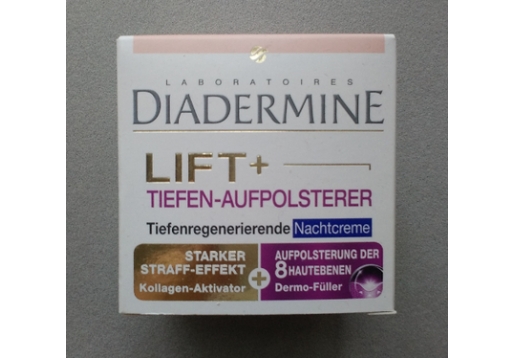 LABORATOIRES
DIADERMINE
LIFT+
TIEFEN-AUFPOLSTERER
Tiefenregenerierende Nachtcreme
STARKER
STRAFF-EFFEKT
Kollagen-Aktivator
+
AUFPOLSTERUNG DER
8 HAUTEBENEN
Dermo-Füller